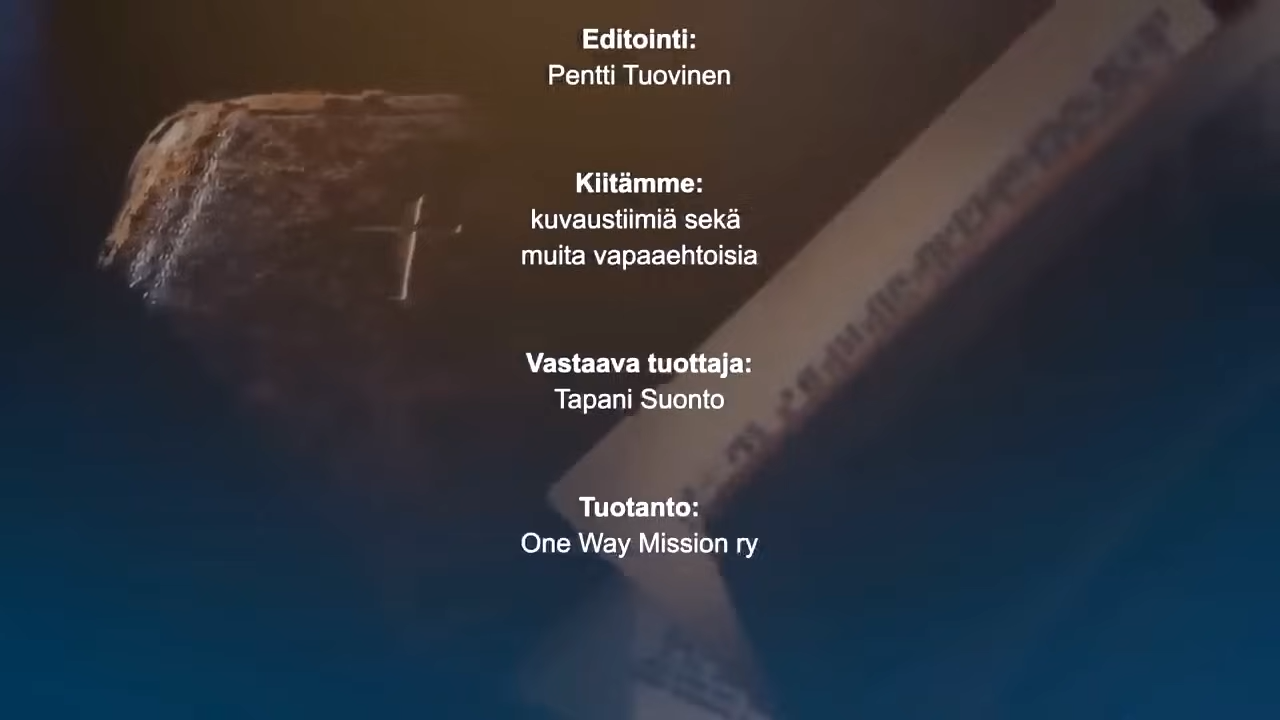 Editointi:
Pentti Tuovinen
Kiitämme:
kuvaustiimiä sekä
muita vapaaehtoisia
Vastaava tuottaja:
Tapani Suonto
Tuotanto:
One Way Mission ry